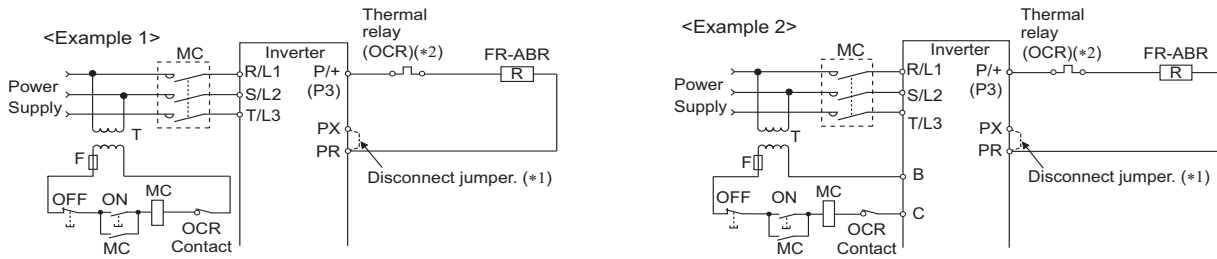 <Example 1>
MC
Power
Supply
T
F
OFF
ON
MC
MC
OCR
Contact
Inverter
R/L1
S/L2
T/L3
P/+
(P3)
PX
PR
Thermal
relay
(OCR)(*2)
FR-ABR
R
Disconnect jumper. (*1)
<Example 2>
MC
Power
Supply
T
F
OFF
ON
MC
MC
OCR
Contact
Inverter
R/L1
S/L2
T/L3
B
C
P/+
(P3)
PX
PR
Thermal
relay
(OCR)(*2)
FR-ABR
R
Disconnect jumper. (*1)